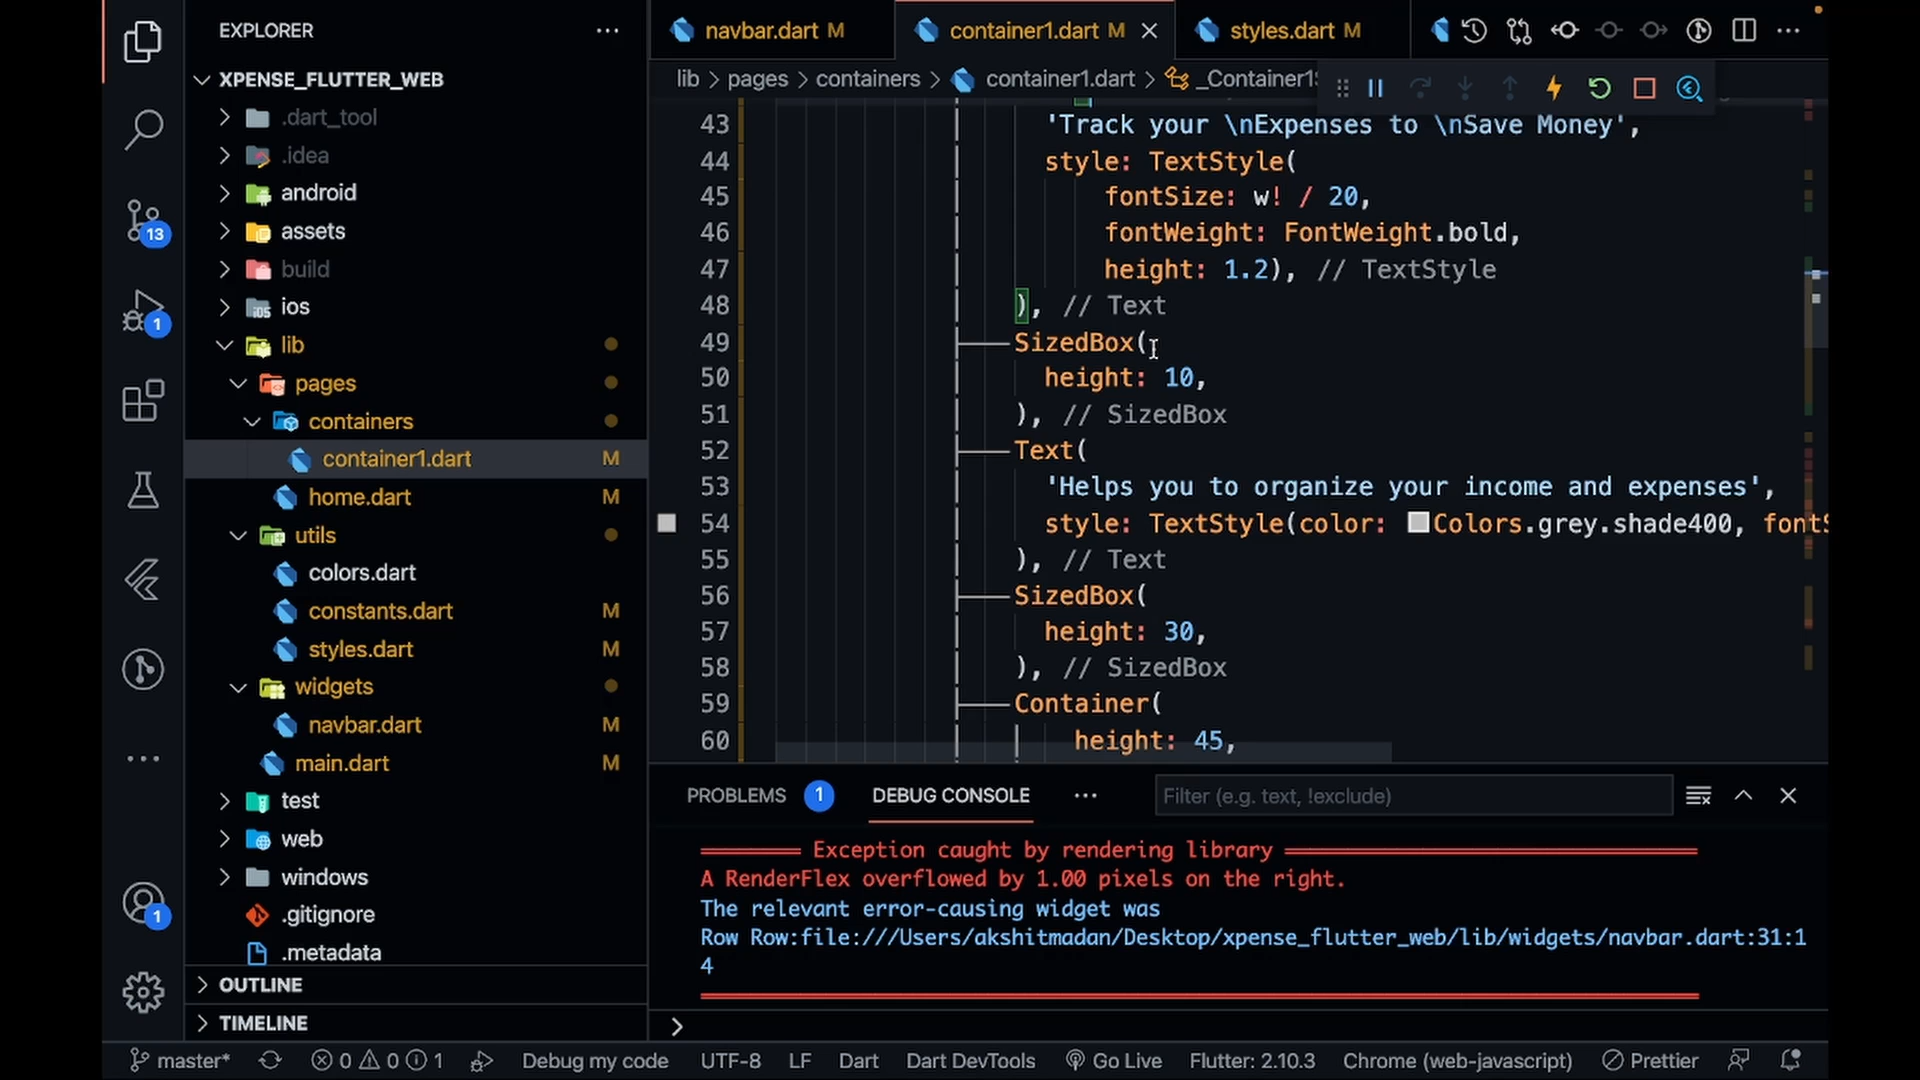 EXPLORER
XPENSE_FLUTTER_WEB
.dart_tool
.idea
android
assets
build
ios
lib
pages
containers
container1.dart M
home.dart M
utils
colors.dart
constants.dart M
styles.dart M
widgets
navbar.dart M
main.dart M
test
web
windows
.gitignore
.metadata
OUTLINE
TIMELINE
13
1
1
navbar.dart M
container1.dart M
styles.dart M
lib > pages > containers > container1.dart > _Container1
43 'Track your \nExpenses to \nSave Money',
44 style: TextStyle(
45 fontSize: w! / 20,
46 fontWeight: FontWeight.bold,
47 height: 1.2), // TextStyle
48 ), // Text
49 SizedBox(
50 height: 10,
51 ), // SizedBox
52 Text(
53 'Helps you to organize your income and expenses',
54 style: TextStyle(color: Colors.grey.shade400, font
55 ), // Text
56 SizedBox(
57 height: 30,
58 ), // SizedBox
59 Container(
60 height: 45,
PROBLEMS 1 DEBUG CONSOLE Filter (e.g. text, !exclude)
Exception caught by rendering library
A RenderFlex overflowed by 1.00 pixels on the right.
The relevant error-causing widget was
Row Row:file:///Users/akshitmadan/Desktop/xpense_flutter_web/lib/widgets/navbar.dart:31:1
4
master* 0 0 1 Debug my code UTF-8 LF Dart Dart DevTools Go Live Flutter: 2.10.3 Chrome (web-javascript) Prettier